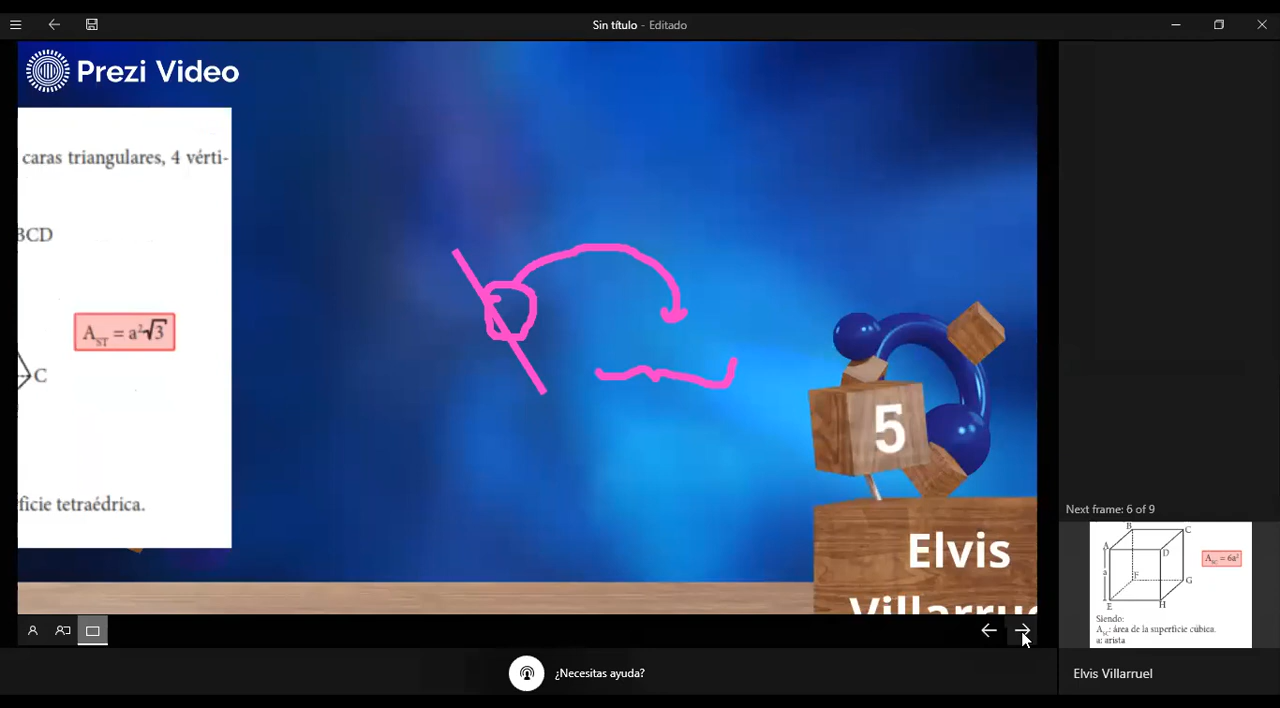 Sin título - Editado
Prezi Video
caras triangulares, 4 vérti-
BCD
A_ST = a²√3
C
ficie tetraédrica.
5
Elvis
Villarrue
Next frame: 6 of 9
B C
A D
a
F G
E H
A_SC = 6a²
Siendo:
A_SC: área de la superficie cúbica.
a: arista
¿Necesitas ayuda?
Elvis Villarruel